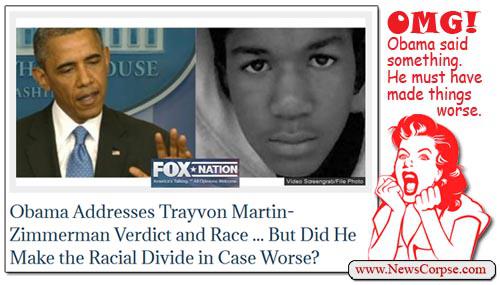 OMG!
Obama said
something.
He must have
made things
worse.
HOUSE
FOX NATION
America's Talking. All Opinions Welcome.
Video Screengrab/File Photo
Obama Addresses Trayvon Martin-
Zimmerman Verdict and Race ... But Did He
Make the Racial Divide in Case Worse?
www.NewsCorpse.com